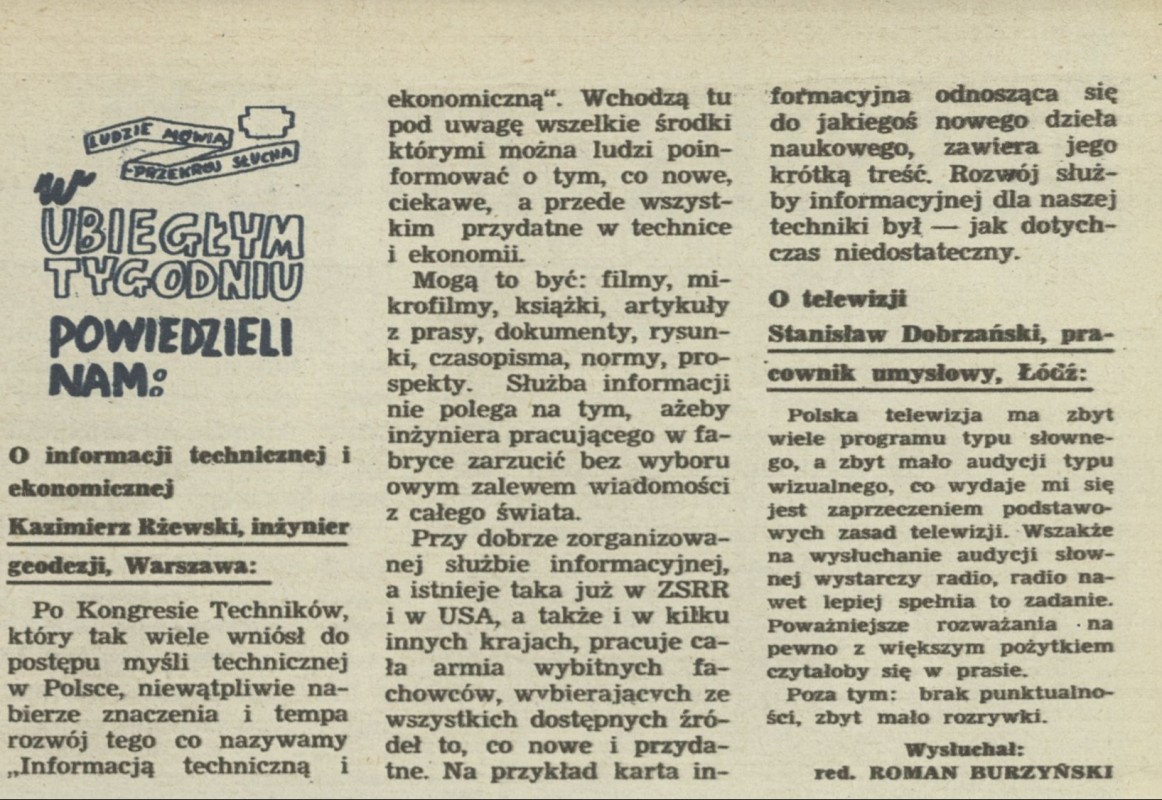 LUDZIE MÓWIĄ
-PRZEKRÓJ SŁUCHA
W
UBIEGŁYM
TYGODNIU
POWIEDZIELI
NAM:
O informacji technicznej i
ekonomicznej
Kazimierz Rżewski, inżynier
geodezji, Warszawa:
Po Kongresie Techników,
który tak wiele wniósł do
postępu myśli technicznej
w Polsce, niewątpliwie na-
bierze znaczenia i tempa
rozwój tego co nazywamy
„Informacją techniczną i
ekonomiczną“. Wchodzą tu
pod uwagę wszelkie środki
którymi można ludzi poin-
formować o tym, co nowe,
ciekawe, a przede wszyst-
kim przydatne w technice
i ekonomii.
Mogą to być: filmy, mi-
krofilmy, książki, artykuły
z prasy, dokumenty, rysun-
ki, czasopisma, normy, pro-
spekty. Służba informacji
nie polega na tym, ażeby
inżyniera pracującego w fa-
bryce zarzucić bez wyboru
owym zalewem wiadomości
z całego świata.
Przy dobrze zorganizowa-
nej służbie informacyjnej,
a istnieje taka już w ZSRR
i w USA, a także i w kilku
innych krajach, pracuje ca-
ła armia wybitnych fa-
chowców, wybierających ze
wszystkich dostępnych źró-
deł to, co nowe i przyda-
tne. Na przykład karta in-
formacyjna odnosząca się
do jakiegoś nowego dzieła
naukowego, zawiera jego
krótką treść. Rozwój służ-
by informacyjnej dla naszej
techniki był — jak dotych-
czas niedostateczny.
O telewizji
Stanisław Dobrzański, pra-
cownik umysłowy, Łódź:
Polska telewizja ma zbyt
wiele programu typu słowne-
go, a zbyt mało audycji typu
wizualnego, co wydaje mi się
jest zaprzeczeniem podstawo-
wych zasad telewizji. Wszakże
na wysłuchanie audycji słow-
nej wystarczy radio, radio na-
wet lepiej spełnia to zadanie.
Poważniejsze rozważania na
pewno z większym pożytkiem
czytałoby się w prasie.
Poza tym: brak punktualno-
ści, zbyt mało rozrywki.
Wysłuchał:
red. ROMAN BURZYŃSKI